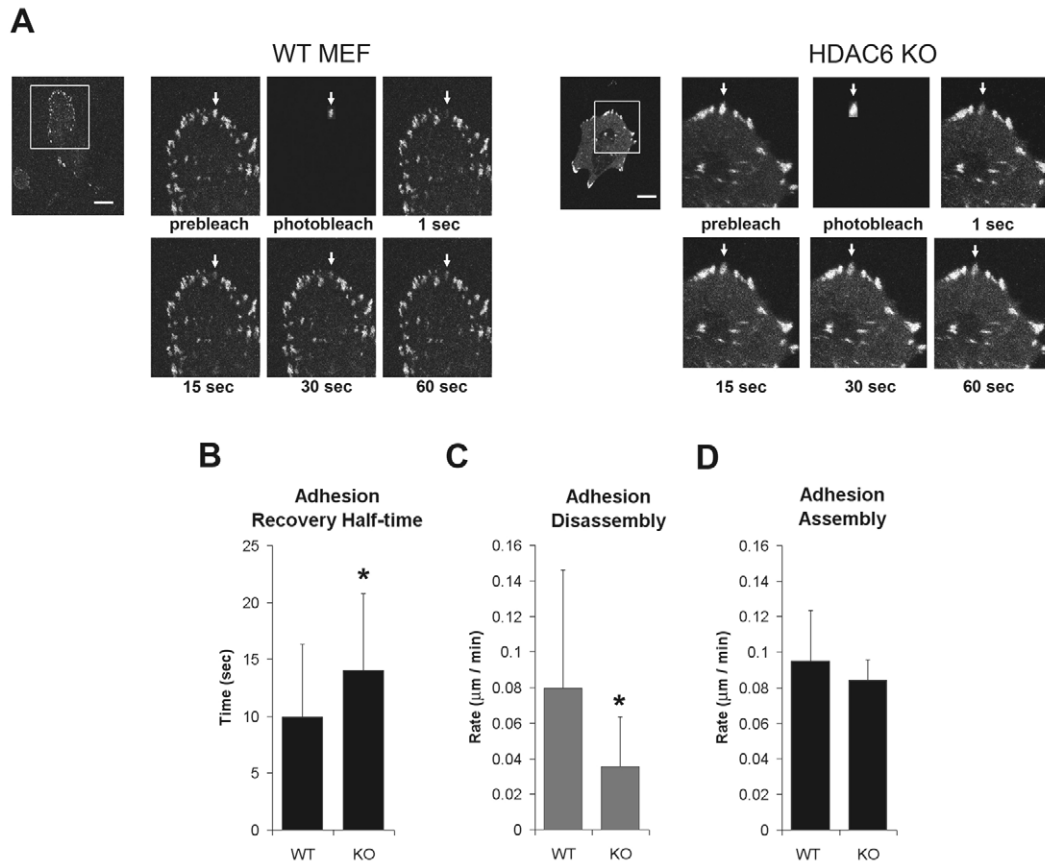 A
WT MEF
HDAC6 KO
prebleach photobleach 1 sec
15 sec 30 sec 60 sec
prebleach photobleach 1 sec
15 sec 30 sec 60 sec
B
Adhesion
Recovery Half-time
Time (sec)
25
20
15
10
5
0
*
WT KO
C
Adhesion
Disassembly
Rate (μm / min)
0.16
0.14
0.12
0.1
0.08
0.06
0.04
0.02
0
*
WT KO
D
Adhesion
Assembly
Rate (μm / min)
0.16
0.14
0.12
0.1
0.08
0.06
0.04
0.02
0
WT KO